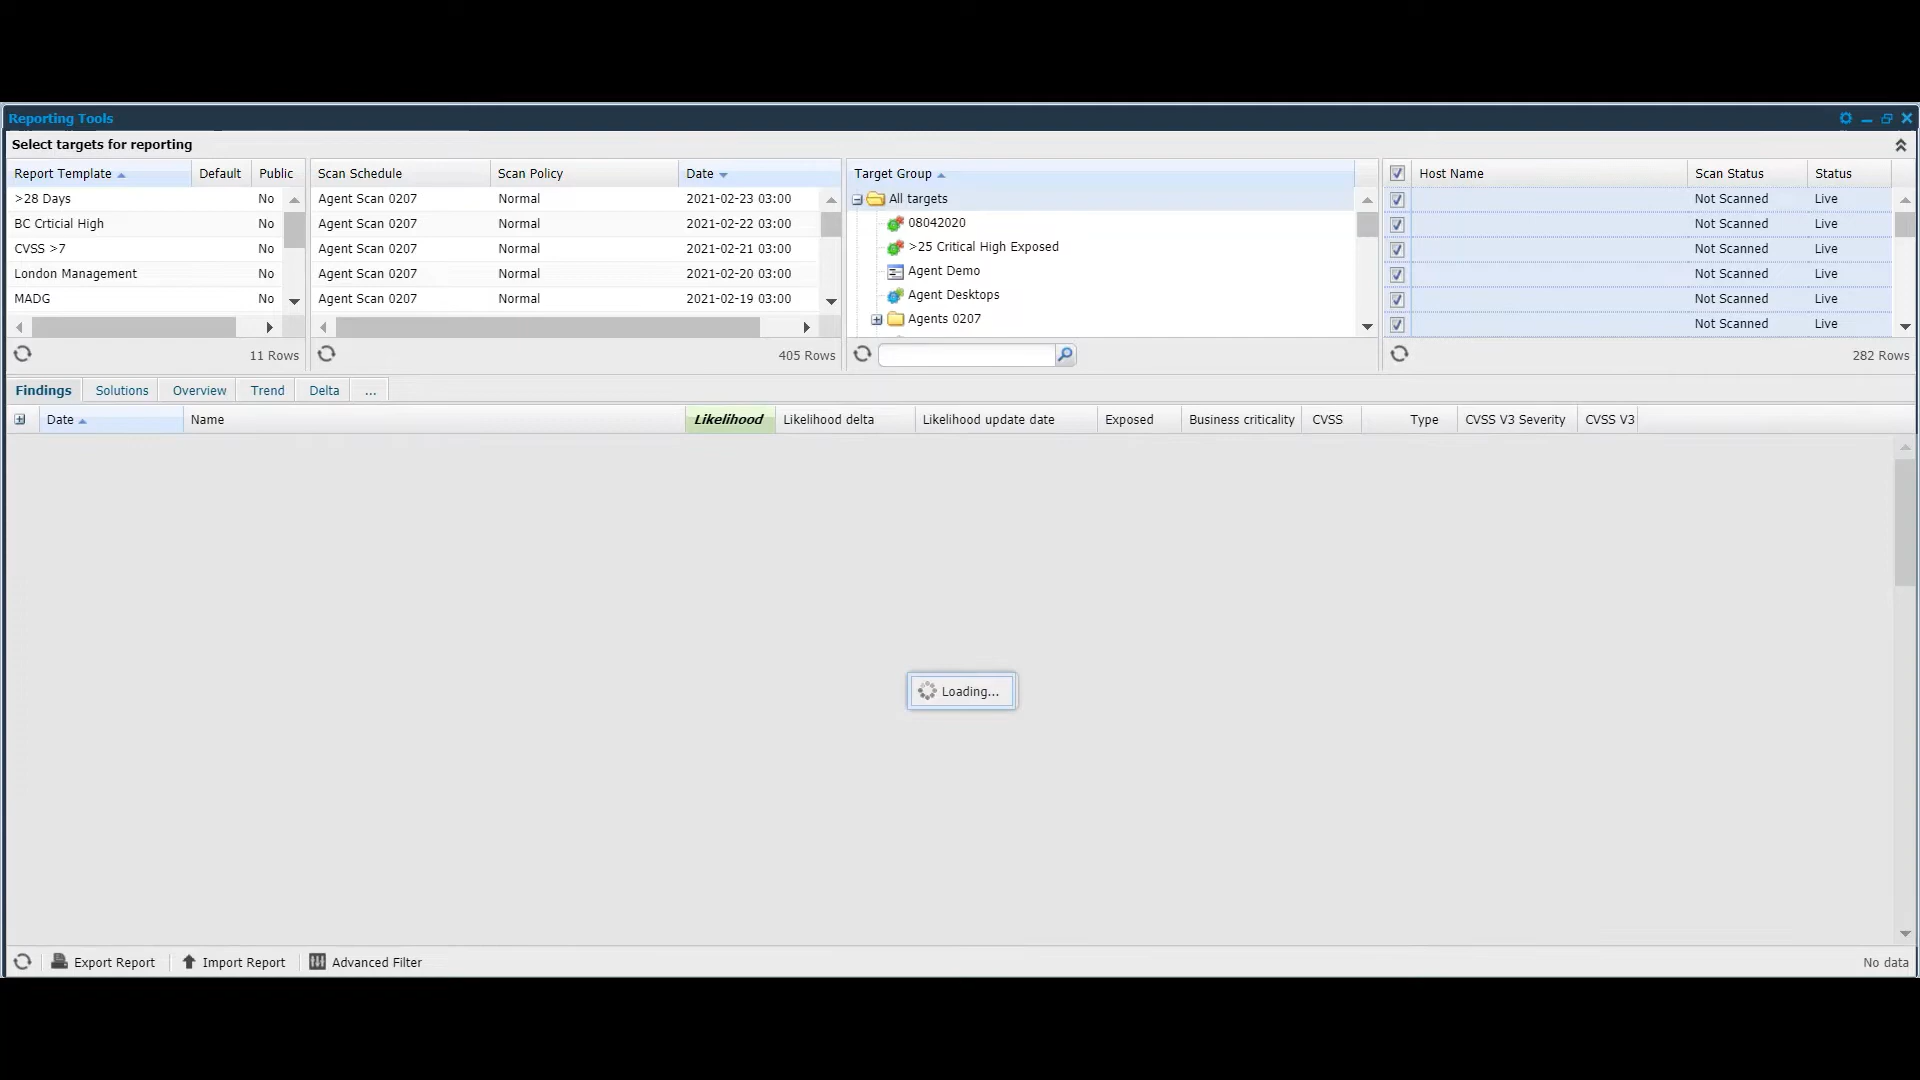 Reporting Tools
Select targets for reporting
Report Template Default Public
>28 Days No
BC Crticial High No
CVSS >7 No
London Management No
MADG No
11 Rows
Scan Schedule Scan Policy Date
Agent Scan 0207 Normal 2021-02-23 03:00
Agent Scan 0207 Normal 2021-02-22 03:00
Agent Scan 0207 Normal 2021-02-21 03:00
Agent Scan 0207 Normal 2021-02-20 03:00
Agent Scan 0207 Normal 2021-02-19 03:00
405 Rows
Target Group
All targets
08042020
>25 Critical High Exposed
Agent Demo
Agent Desktops
Agents 0207
Host Name Scan Status Status
Not Scanned Live
Not Scanned Live
Not Scanned Live
Not Scanned Live
Not Scanned Live
Not Scanned Live
282 Rows
Findings Solutions Overview Trend Delta ...
Date Name Likelihood Likelihood delta Likelihood update date Exposed Business criticality CVSS Type CVSS V3 Severity CVSS V3
Loading...
Export Report Import Report Advanced Filter No data